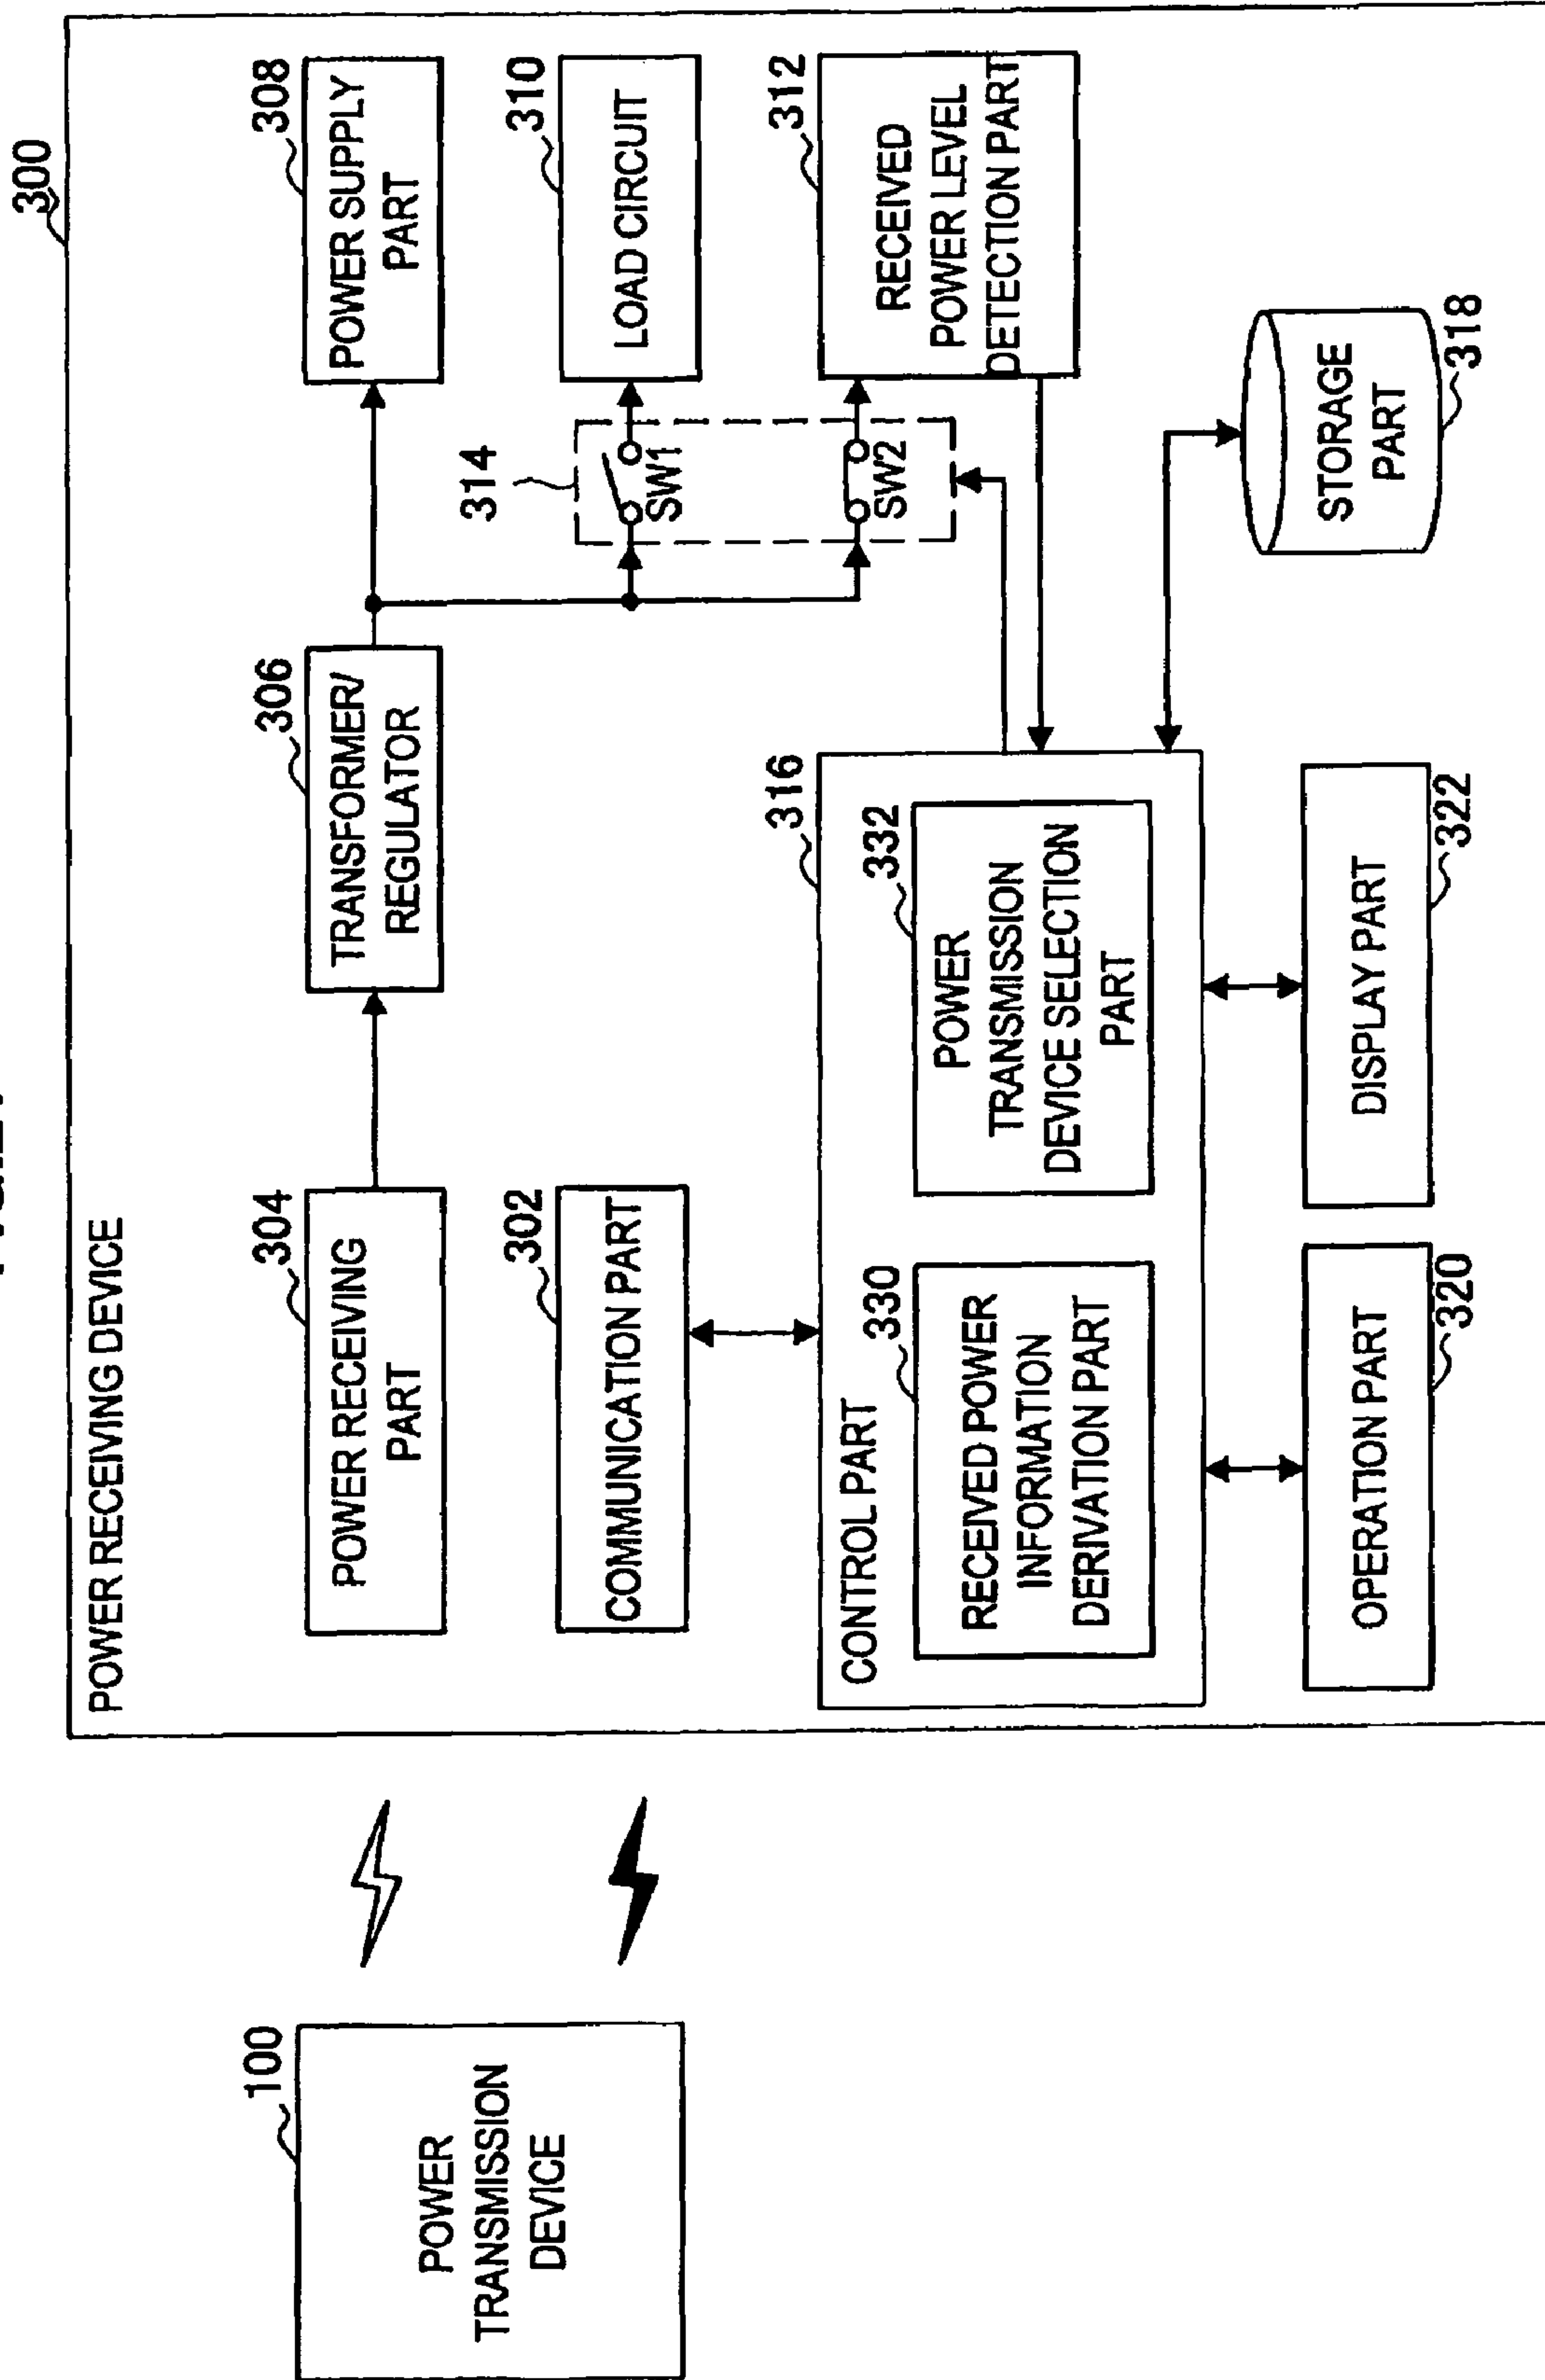 300
POWER RECEIVING DEVICE
100
POWER
TRANSMISSION
DEVICE
304
POWER RECEIVING
PART
306
TRANSFORMER/
REGULATOR
308
POWER SUPPLY
PART
302
COMMUNICATION PART
310
LOAD CIRCUIT
314
SW1
SW2
312
RECEIVED
POWER LEVEL
DETECTION PART
316
CONTROL PART
330
RECEIVED POWER
INFORMATION
DERIVATION PART
332
POWER
TRANSMISSION
DEVICE SELECTION
PART
STORAGE
PART
318
OPERATION PART
320
DISPLAY PART
322